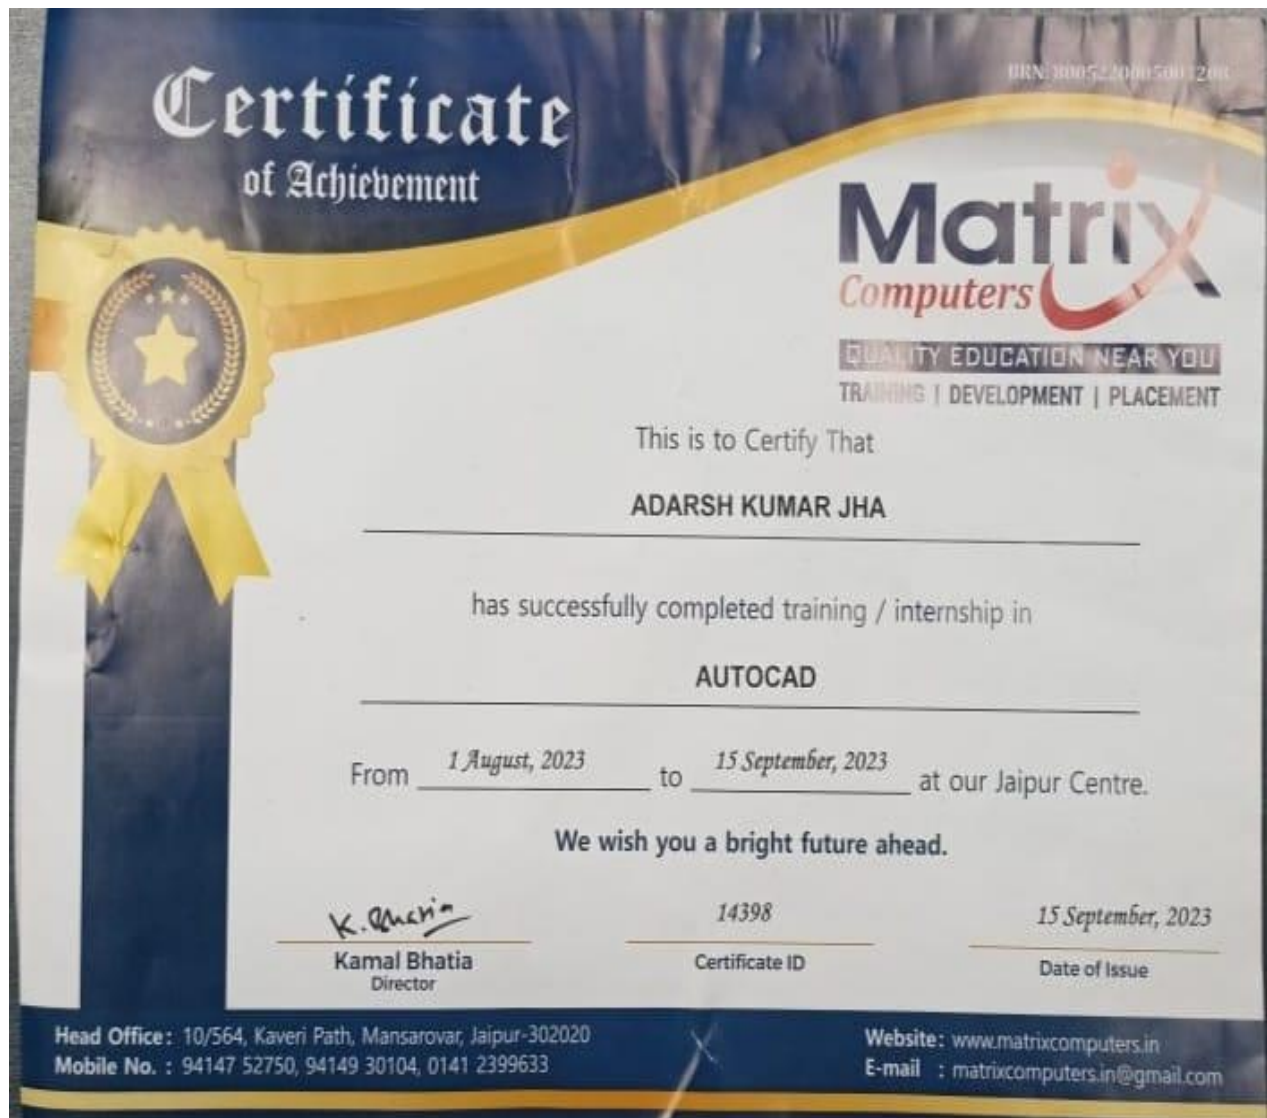 Certificate
of Achievement
BRN:
Matrix
Computers
QUALITY EDUCATION NEAR YOU
TRAINING | DEVELOPMENT | PLACEMENT
This is to Certify That
ADARSH KUMAR JHA
has successfully completed training / internship in
AUTOCAD
From 1 August, 2023 to 15 September, 2023 at our Jaipur Centre.
We wish you a bright future ahead.
K. Bhatia
14398
15 September, 2023
Kamal Bhatia
Director
Certificate ID
Date of Issue
Head Office: 10/564, Kaveri Path, Mansarovar, Jaipur-302020
Mobile No. : 94147 52750, 94149 30104, 0141 2399633
Website: www.matrixcomputers.in
E-mail : matrixcomputers.in@gmail.com